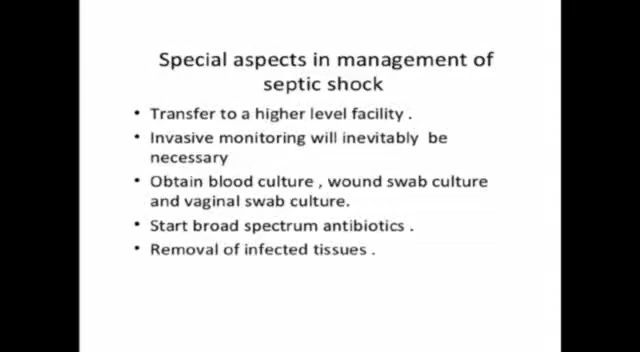 Special aspects in management of
septic shock
• Transfer to a higher level facility .
• Invasive monitoring will inevitably be
necessary
• Obtain blood culture , wound swab culture
and vaginal swab culture.
• Start broad spectrum antibiotics .
• Removal of infected tissues .